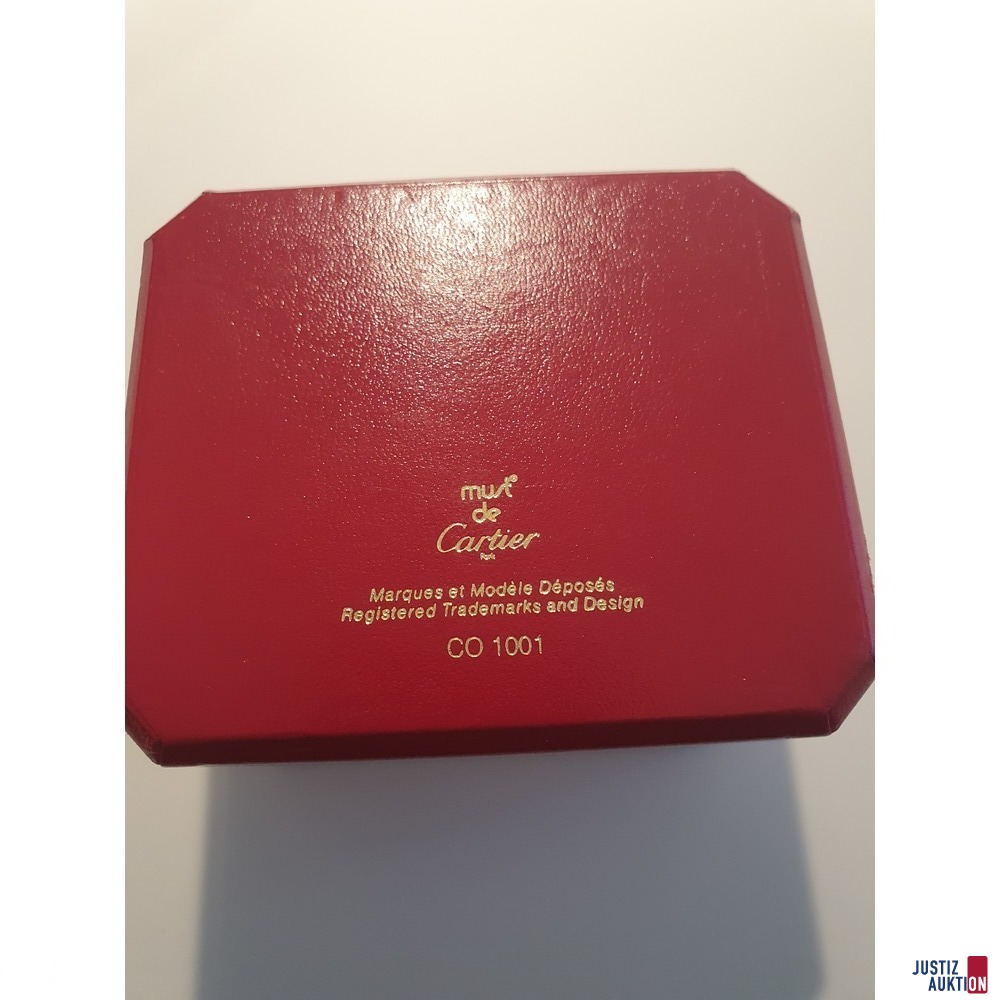 must
de
Cartier
Paris
Marques et Modèle Déposés
Registered Trademarks and Design
CO 1001
JUSTIZ
AUKTION